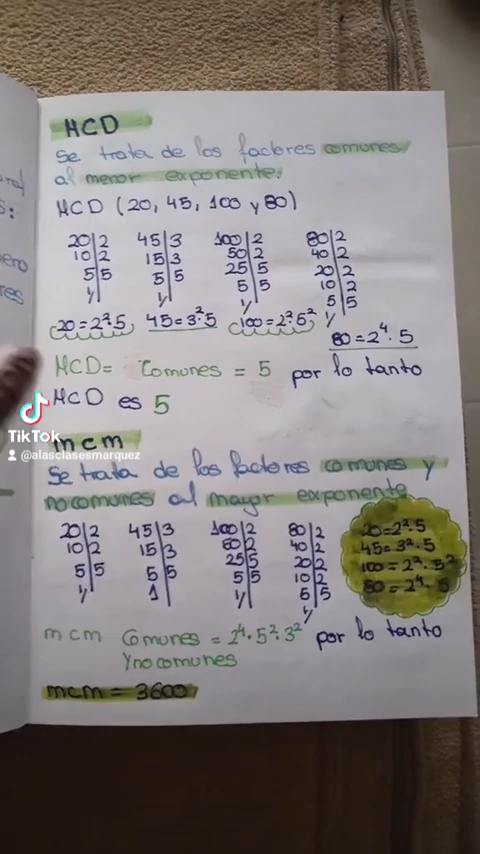 MCD
Se trata de los factores comunes
al menor exponente.
MCD (20, 45, 100 y 80)
20|2 45|3 100|2 80|2
10|2 15|3 50|2 40|2
5|5 5|5 25|5 20|2
1| 1| 5|5 10|2
1| 5|5
1|
20=2²·5 45=3²·5 100=2²·5²
80=2⁴·5
MCD= Comunes = 5 por lo tanto
MCD es 5
mcm
Se trata de los factores comunes y
no comunes al mayor exponente
20|2 45|3 100|2 80|2
10|2 15|3 50|2 40|2
5|5 5|5 25|5 20|2
1| 1| 5|5 10|2
1| 5|5
1|
20=2²·5
45=3²·5
100=2²·5²
80=2⁴·5
mcm Comunes = 2⁴·5²·3² por lo tanto
y no comunes
mcm = 3600
TikTok
@alasclasesmarquez